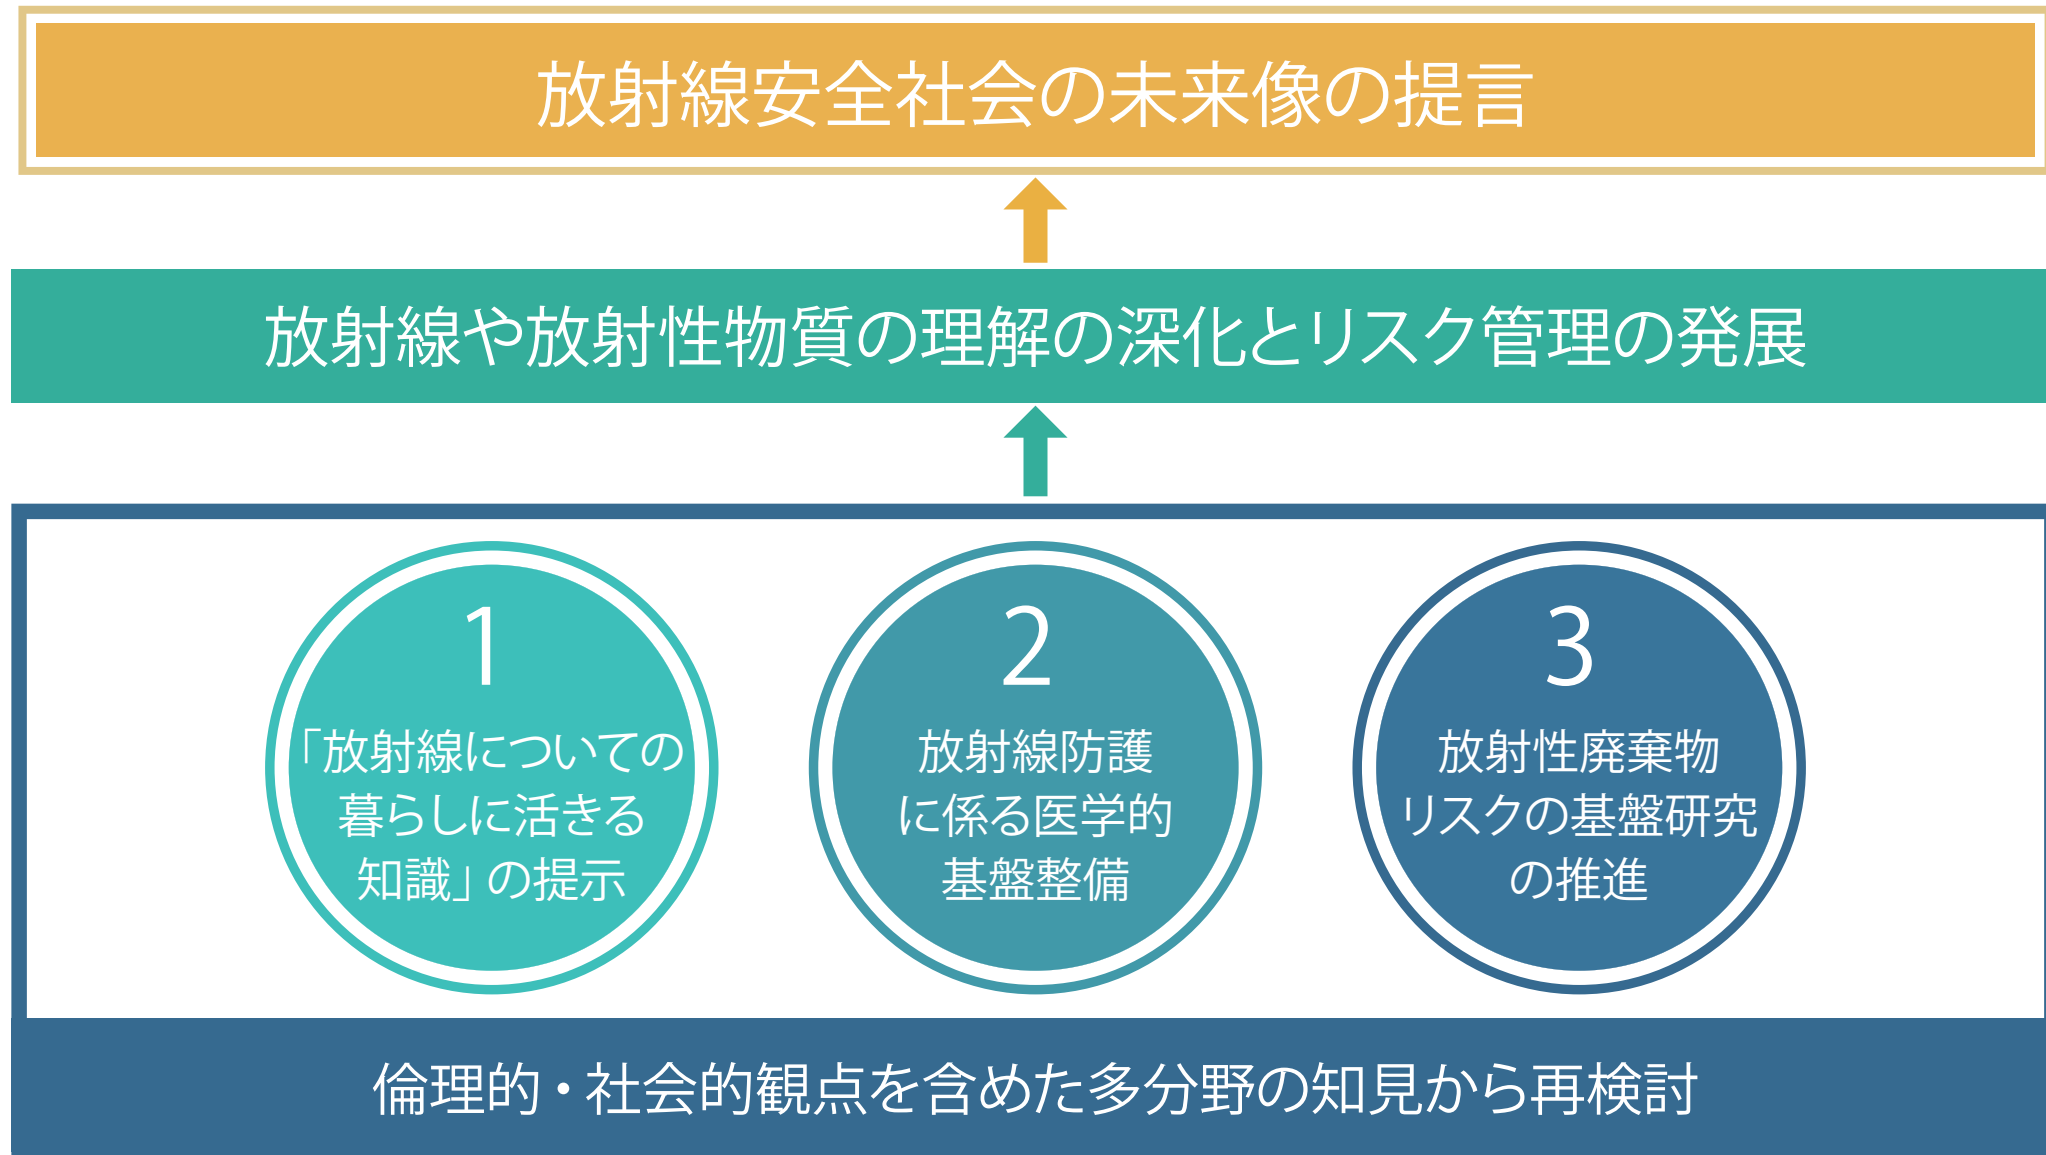 放射線安全社会の未来像の提言
放射線や放射性物質の理解の深化とリスク管理の発展
1
「放射線についての
暮らしに活きる
知識」の提示
2
放射線防護
に係る医学的
基盤整備
3
放射性廃棄物
リスクの基盤研究
の推進
倫理的・社会的観点を含めた多分野の知見から再検討